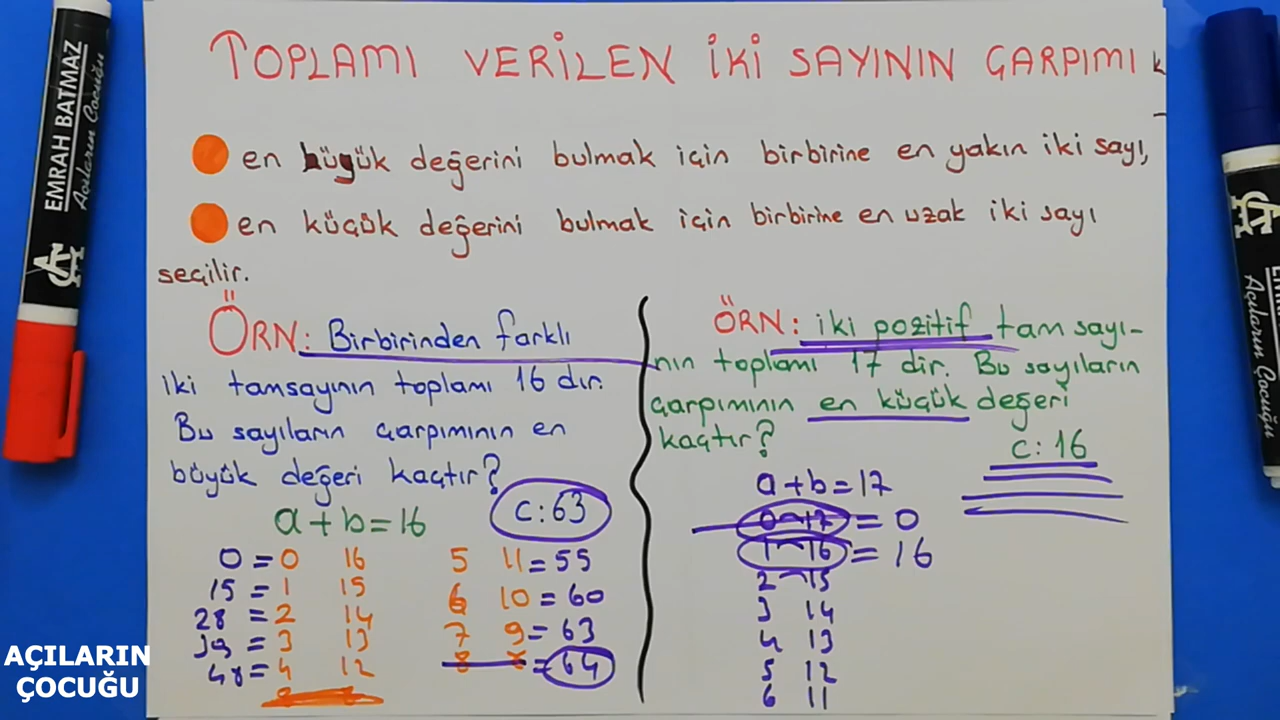 TOPLAMI VERİLEN İKİ SAYININ ÇARPIMI
en büyük değerini bulmak için birbirine en yakın iki sayı,
en küçük değerini bulmak için birbirine en uzak iki sayı
seçilir.
ÖRN: Birbirinden farklı
iki tamsayının toplamı 16 dır.
Bu sayıların çarpımının en
büyük değeri kaçtır?
C:63
a+b=16
0=0 16
15=1 15
28=2 14
39=3 13
48=4 12
5 11=55
6 10=60
7 9=63
8 8=64
ÖRN: iki pozitif tam sayı-
nın toplamı 17 dir. Bu sayıların
çarpımının en küçük değeri
kaçtır?
C:16
a+b=17
0 17=0
1 16=16
2 15
3 14
4 13
5 12
6 11
EMRAH BATMAZ
Açıların Çocuğu
Açıların Çocuğu
AÇILARIN
ÇOCUĞU